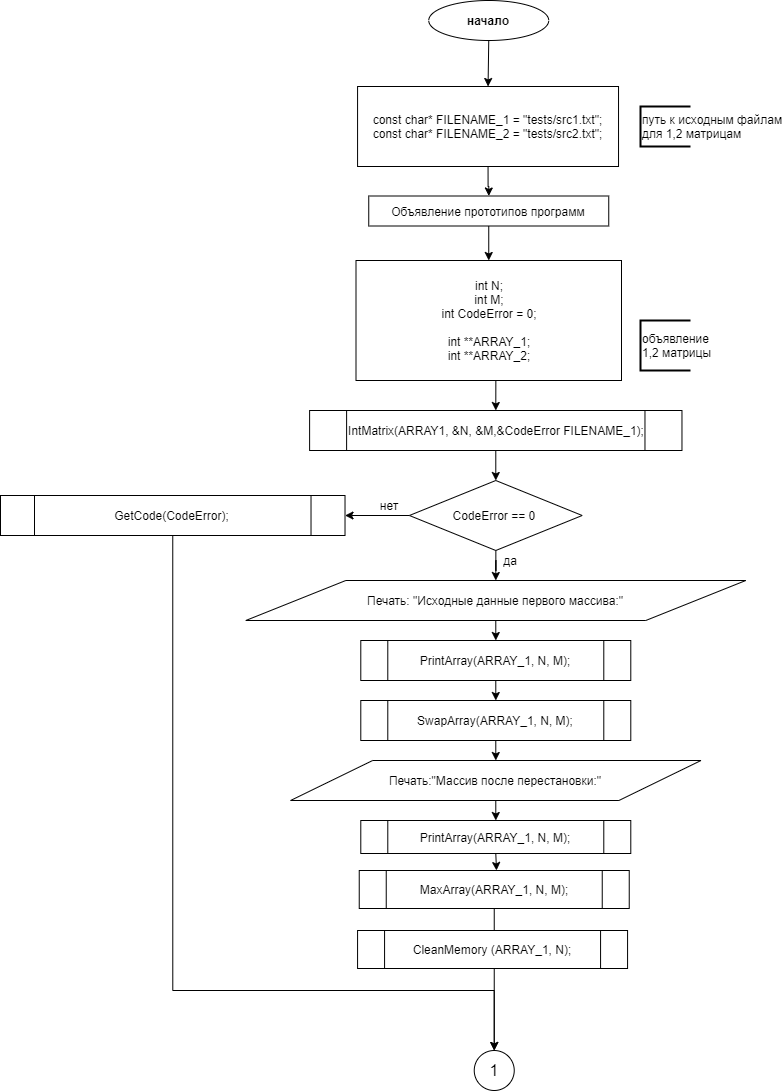 начало
const char* FILENAME_1 = "tests/src1.txt";
const char* FILENAME_2 = "tests/src2.txt";
путь к исходным файлам
для 1,2 матрицам
Объявление прототипов программ
int N;
int M;
int CodeError = 0;
int **ARRAY_1;
int **ARRAY_2;
объявление
1,2 матрицы
IntMatrix(ARRAY1, &N, &M,&CodeError FILENAME_1);
CodeError == 0
нет
GetCode(CodeError);
да
Печать: "Исходные данные первого массива:"
PrintArray(ARRAY_1, N, M);
SwapArray(ARRAY_1, N, M);
Печать:"Массив после перестановки:"
PrintArray(ARRAY_1, N, M);
MaxArray(ARRAY_1, N, M);
CleanMemory (ARRAY_1, N);
1